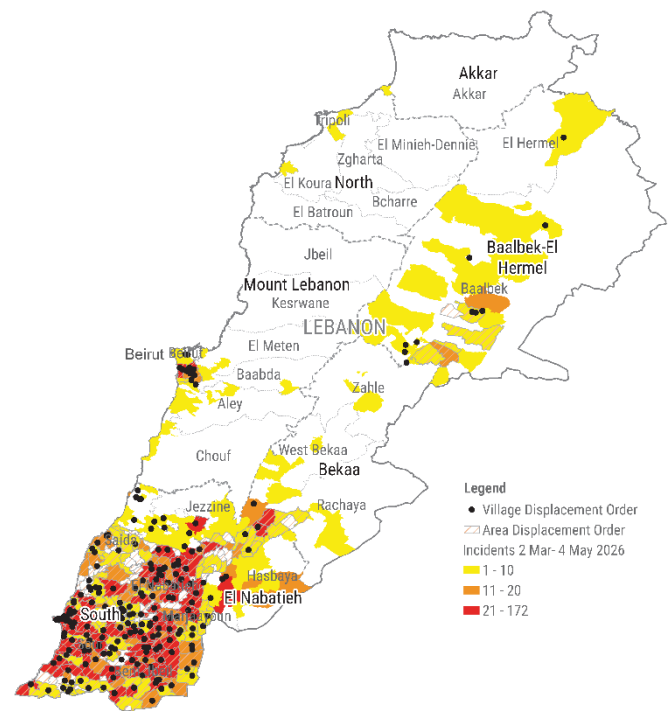 Akkar
Akkar
Tripoli
El Minieh-Dennie
El Hermel
Zgharta
El Koura
North
Bcharre
El Batroun
Jbeil
Baalbek-El
Hermel
Mount Lebanon
Baalbek
Kesrwane
LEBANON
El Meten
Beirut
Beirut
Baabda
Zahle
Aley
Chouf
West Bekaa
Bekaa
Jezzine
Rachaya
Saida
Hasbaya
El Nabatieh
South
Legend
Village Displacement Order
Area Displacement Order
Incidents 2 Mar- 4 May 2026
1 - 10
11 - 20
21 - 172